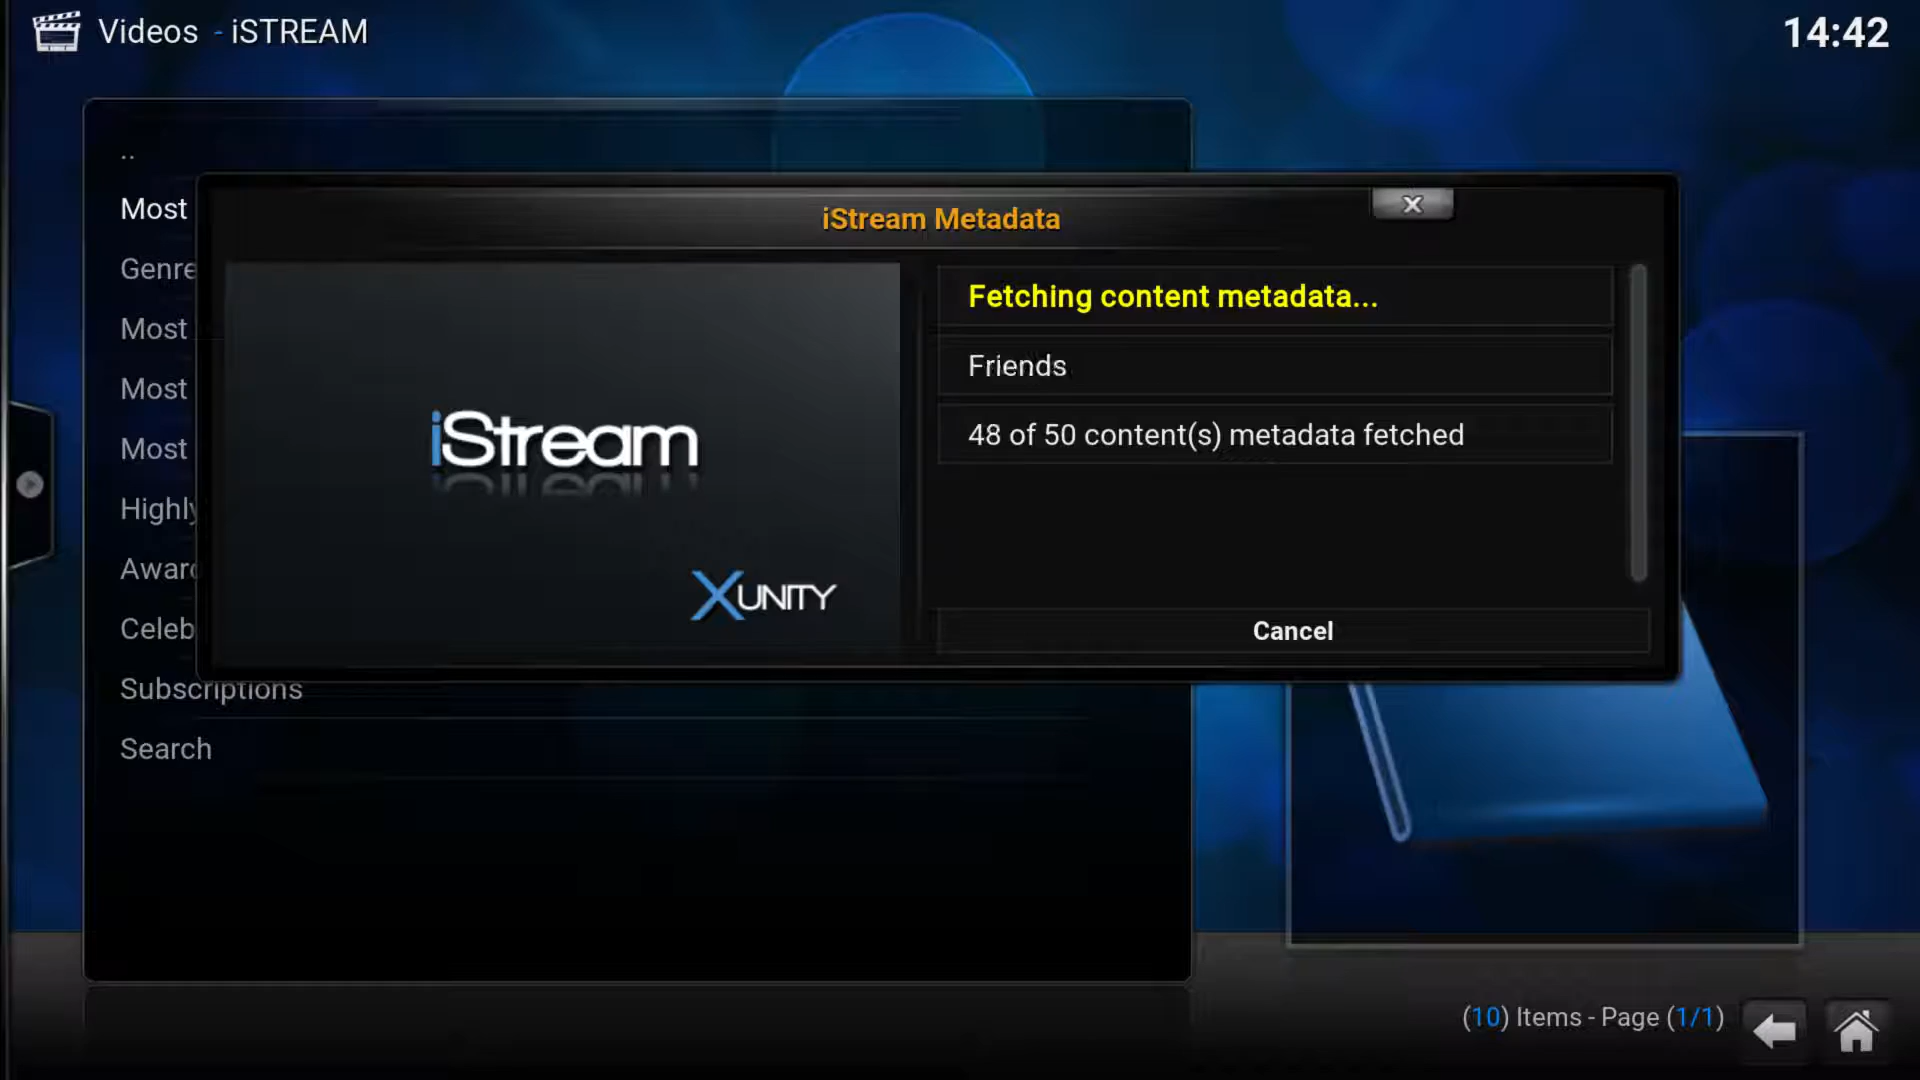 Videos - iSTREAM
14:42
..
Most
Genre
Most
Most
Most
Highly
Celeb
Subscriptions
Search
iStream Metadata
x
iStream
XUNITY
Fetching content metadata...
Friends
48 of 50 content(s) metadata fetched
Cancel
(10) Items - Page (1/1)